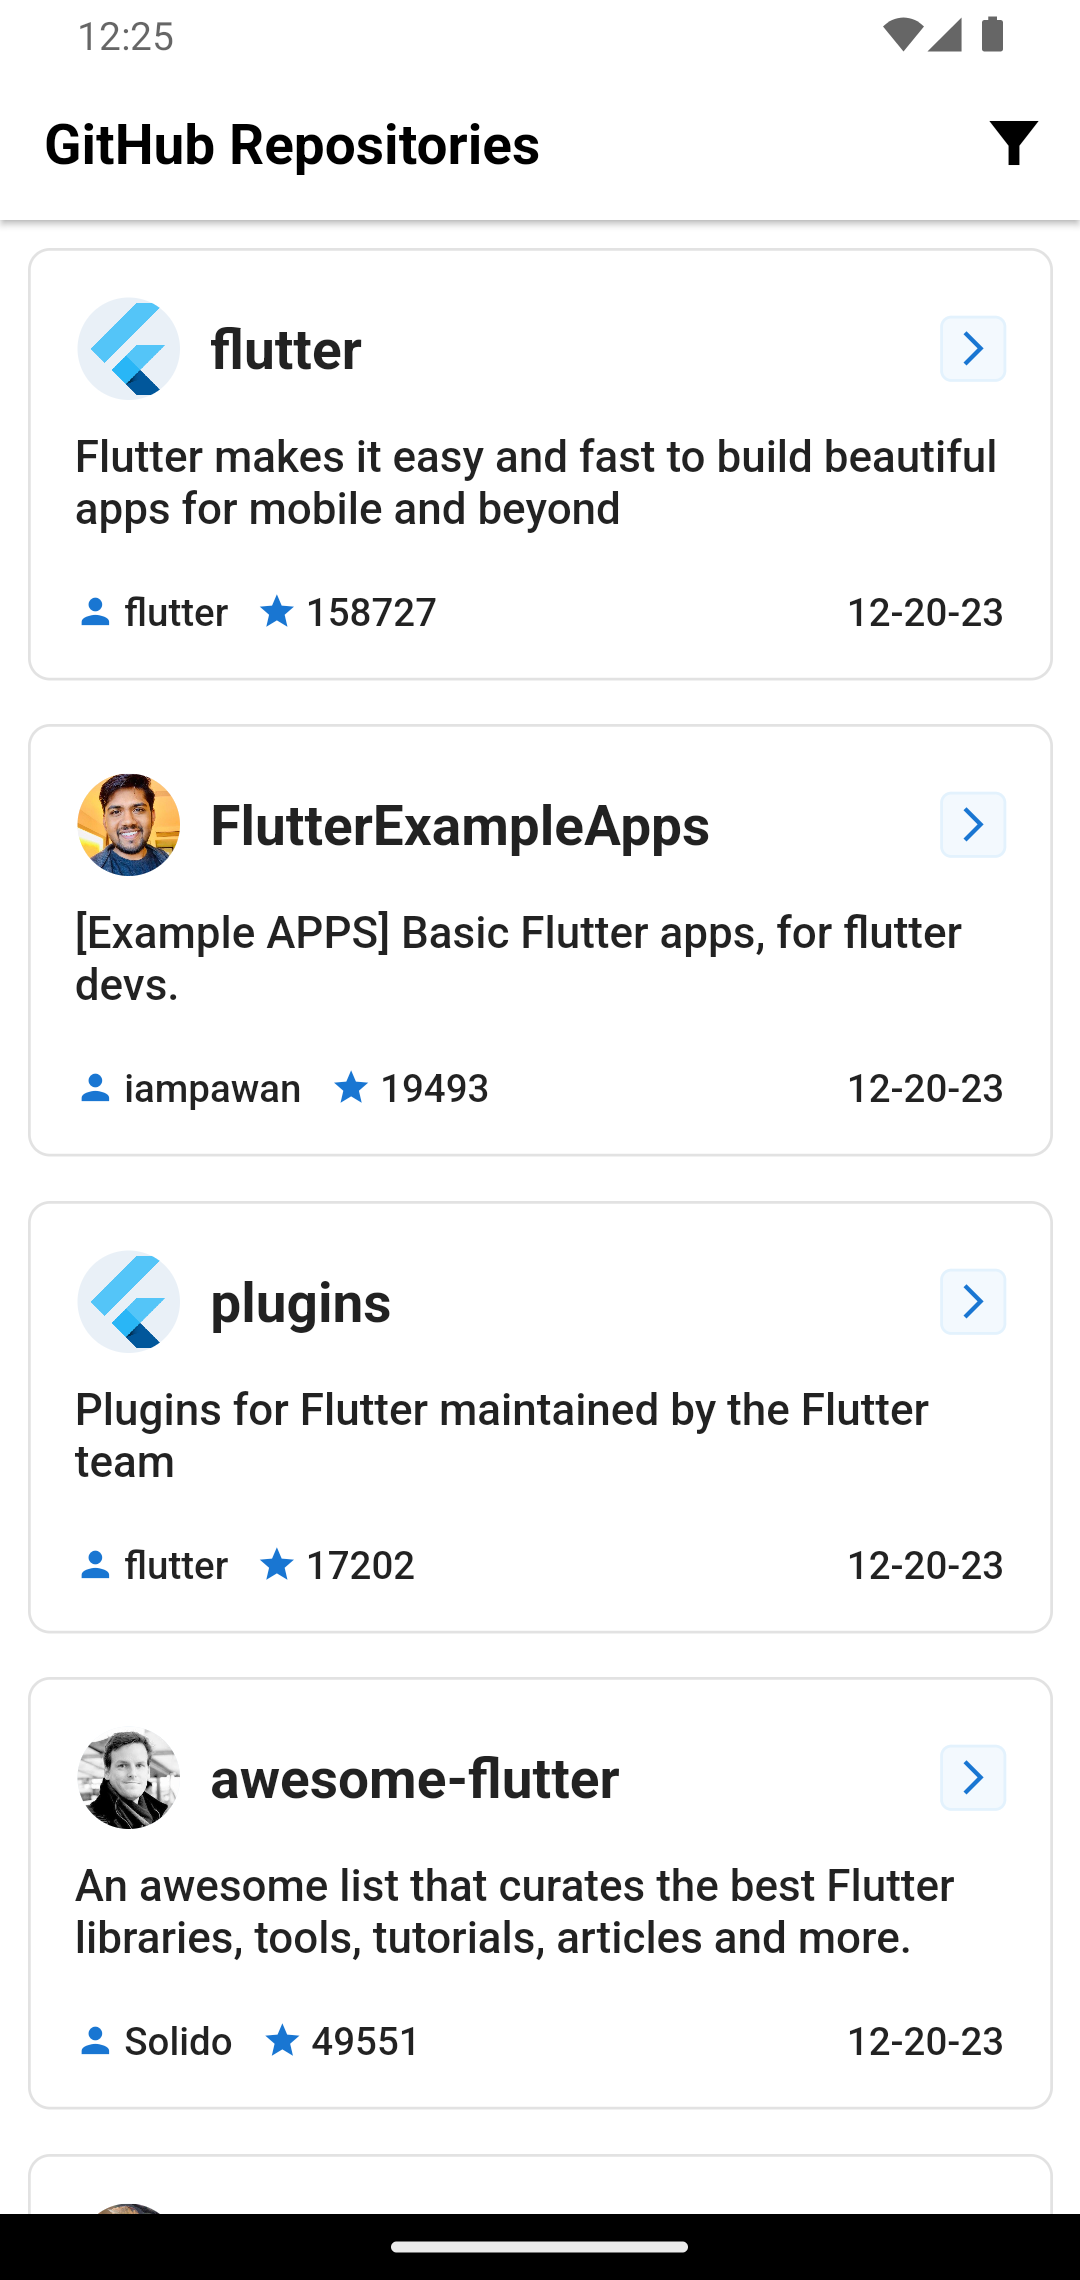 12:25
GitHub Repositories
flutter
Flutter makes it easy and fast to build beautiful
apps for mobile and beyond
flutter 158727 12-20-23
FlutterExampleApps
[Example APPS] Basic Flutter apps, for flutter
devs.
iampawan 19493 12-20-23
plugins
Plugins for Flutter maintained by the Flutter
team
flutter 17202 12-20-23
awesome-flutter
An awesome list that curates the best Flutter
libraries, tools, tutorials, articles and more.
Solido 49551 12-20-23